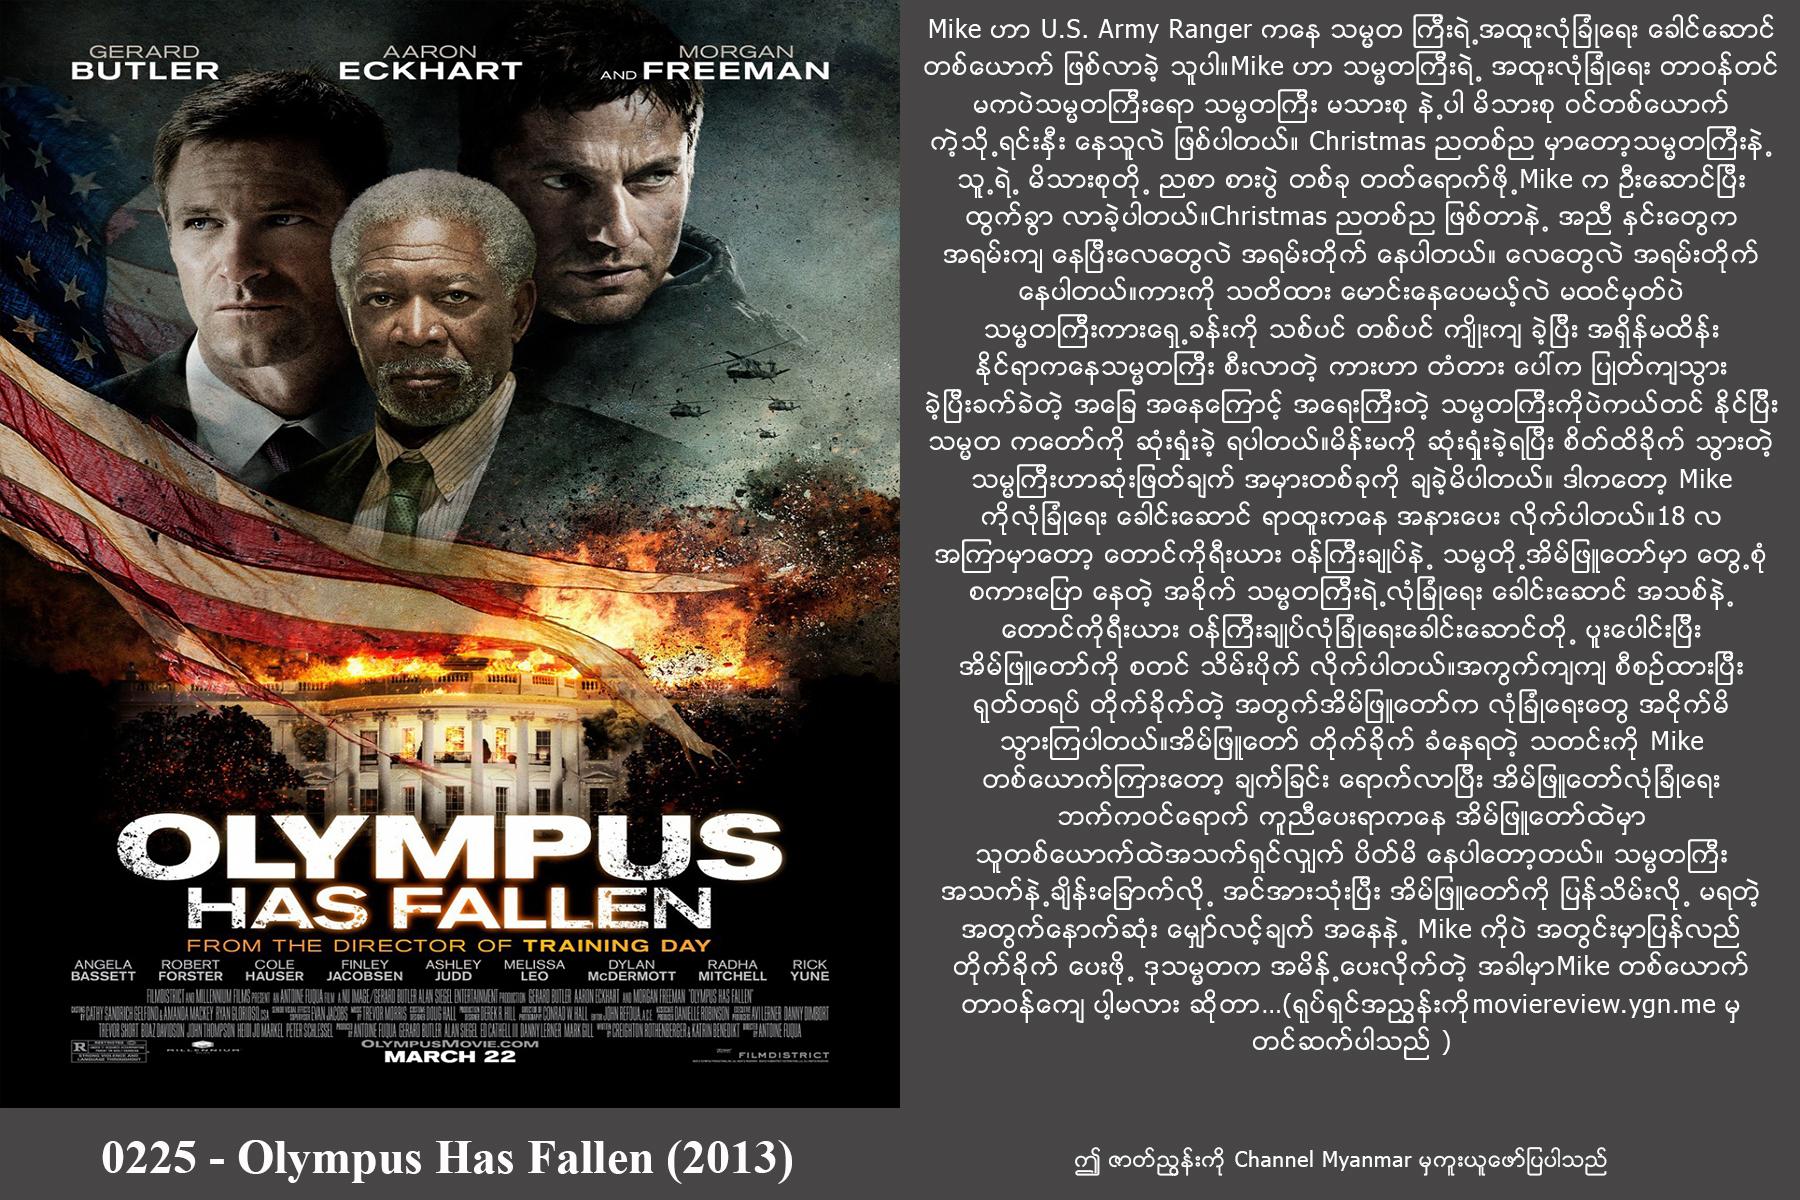 GERARD BUTLER AARON ECKHART AND MORGAN FREEMAN
OLYMPUS
HAS FALLEN
FROM THE DIRECTOR OF TRAINING DAY
ANGELA BASSETT ROBERT FORSTER COLE HAUSER FINLEY JACOBSEN ASHLEY JUDD MELISSA LEO DYLAN McDERMOTT RADHA MITCHELL RICK YUNE
OLYMPUSMOVIE.COM
MARCH 22
MILLENNIUM
FILMDISTRICT
0225 - Olympus Has Fallen (2013)
Mike ဟာ U.S. Army Ranger ကနေ သမ္မတ ကြီးရဲ့အထူးလုံခြုံရေး ခေါင်ဆောင်
တစ်ယောက် ဖြစ်လာခဲ့ သူပါ။Mike ဟာ သမ္မတကြီးရဲ့ အထူးလုံခြုံရေး တာဝန်တင်
မကပဲသမ္မတကြီးရော သမ္မတကြီး မသားစု နဲ့ပါ မိသားစု ဝင်တစ်ယောက်
ကဲ့သို့ရင်းနှီး နေသူလဲ ဖြစ်ပါတယ်။ Christmas ညတစ်ည မှာတော့သမ္မတကြီးနဲ့
သူ့ရဲ့ မိသားစုတို့ ညစာ စားပွဲ တစ်ခု တတ်ရောက်ဖို့Mike က ဦးဆောင်ပြီး
ထွက်ခွာ လာခဲ့ပါတယ်။Christmas ညတစ်ည ဖြစ်တာနဲ့ အညီ နှင်းတွေက
အရမ်းကျ နေပြီးလေတွေလဲ အရမ်းတိုက် နေပါတယ်။ လေတွေလဲ အရမ်းတိုက်
နေပါတယ်။ကားကို သတိထား မောင်းနေပေမယ့်လဲ မထင်မှတ်ပဲ
သမ္မတကြီးကားရှေ့ခန်းကို သစ်ပင် တစ်ပင် ကျိုးကျ ခဲ့ပြီး အရှိန်မထိန်း
နိုင်ရာကနေသမ္မတကြီး စီးလာတဲ့ ကားဟာ တံတား ပေါ်က ပြုတ်ကျသွား
ခဲ့ပြီးခက်ခဲတဲ့ အခြေ အနေကြောင့် အရေးကြီးတဲ့ သမ္မတကြီးကိုပဲကယ်တင် နိုင်ပြီး
သမ္မတ ကတော်ကို ဆုံးရှုံးခဲ့ ရပါတယ်။မိန်းမကို ဆုံးရှုံးခဲ့ရပြီး စိတ်ထိခိုက် သွားတဲ့
သမ္မကြီးဟာဆုံးဖြတ်ချက် အမှားတစ်ခုကို ချခဲ့မိပါတယ်။ ဒါကတော့ Mike
ကိုလုံခြုံရေး ခေါင်းဆောင် ရာထူးကနေ အနားပေး လိုက်ပါတယ်။18 လ
အကြာမှာတော့ တောင်ကိုရီးယား ဝန်ကြီးချုပ်နဲ့ သမ္မတို့အိမ်ဖြူတော်မှာ တွေ့စုံ
စကားပြော နေတဲ့ အခိုက် သမ္မတကြီးရဲ့လုံခြုံရေး ခေါင်းဆောင် အသစ်နဲ့
တောင်ကိုရီးယား ဝန်ကြီးချုပ်လုံခြုံရေးခေါင်းဆောင်တို့ ပူးပေါင်းပြီး
အိမ်ဖြူတော်ကို စတင် သိမ်းပိုက် လိုက်ပါတယ်။အကွက်ကျကျ စီစဉ်ထားပြီး
ရုတ်တရပ် တိုက်ခိုက်တဲ့ အတွက်အိမ်ဖြူတော်က လုံခြုံရေးတွေ အငိုက်မိ
သွားကြပါတယ်။အိမ်ဖြူတော် တိုက်ခိုက် ခံနေရတဲ့ သတင်းကို Mike
တစ်ယောက်ကြားတော့ ချက်ခြင်း ရောက်လာပြီး အိမ်ဖြူတော်လုံခြုံရေး
ဘက်ကဝင်ရောက် ကူညီပေးရာကနေ အိမ်ဖြူတော်ထဲမှာ
သူတစ်ယောက်ထဲအသက်ရှင်လျှက် ပိတ်မိ နေပါတော့တယ်။ သမ္မတကြီး
အသက်နဲ့ချိန်းခြောက်လို့ အင်အားသုံးပြီး အိမ်ဖြူတော်ကို ပြန်သိမ်းလို့ မရတဲ့
အတွက်နောက်ဆုံး မျှော်လင့်ချက် အနေနဲ့ Mike ကိုပဲ အတွင်းမှာပြန်လည်
တိုက်ခိုက် ပေးဖို့ ဒုသမ္မတက အမိန့်ပေးလိုက်တဲ့ အခါမှာMike တစ်ယောက်
တာဝန်ကျေ ပါ့မလား ဆိုတာ...(ရုပ်ရှင်အညွှန်းကိုmoviereview.ygn.me မှ
တင်ဆက်ပါသည် )
ဤ ဇာတ်ညွှန်းကို Channel Myanmar မှကူးယူဖော်ပြပါသည်